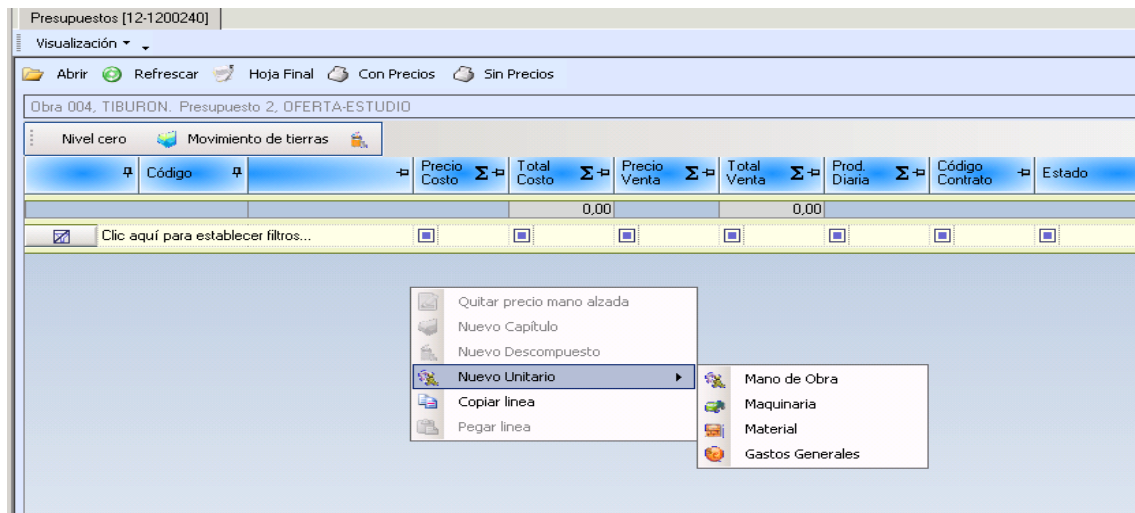 Presupuestos [12-1200240]
Visualización
Abrir Refrescar Hoja Final Con Precios Sin Precios
Obra 004, TIBURON. Presupuesto 2, OFERTA-ESTUDIO
Nivel cero Movimiento de tierras
Código Precio Costo Σ Total Costo Σ Precio Venta Σ Total Venta Σ Prod. Diaria Σ Código Contrato Estado
0,00 0,00
Clic aquí para establecer filtros...
Quitar precio mano alzada
Nuevo Capítulo
Nuevo Descompuesto
Nuevo Unitario
Copiar linea
Pegar linea
Mano de Obra
Maquinaria
Material
Gastos Generales